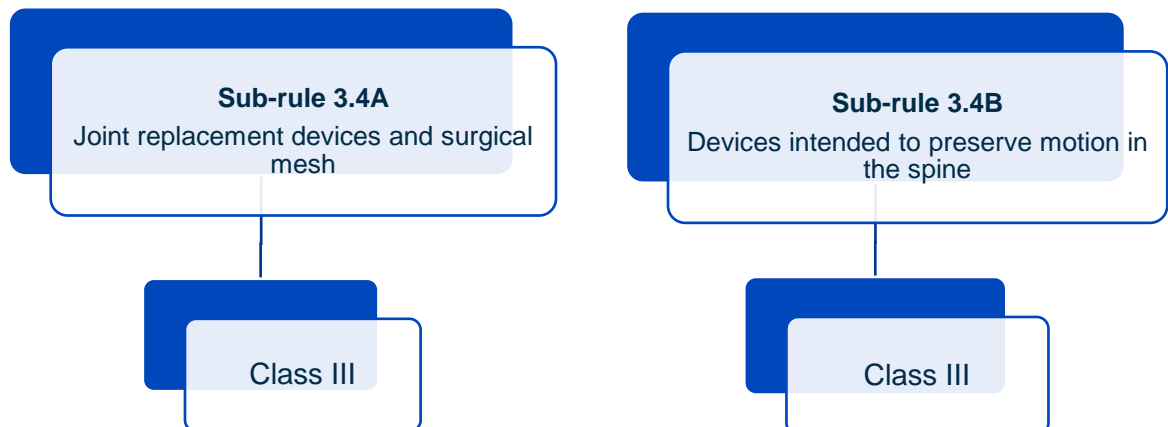 Sub-rule 3.4A
Joint replacement devices and surgical
mesh
Class III
Sub-rule 3.4B
Devices intended to preserve motion in
the spine
Class III